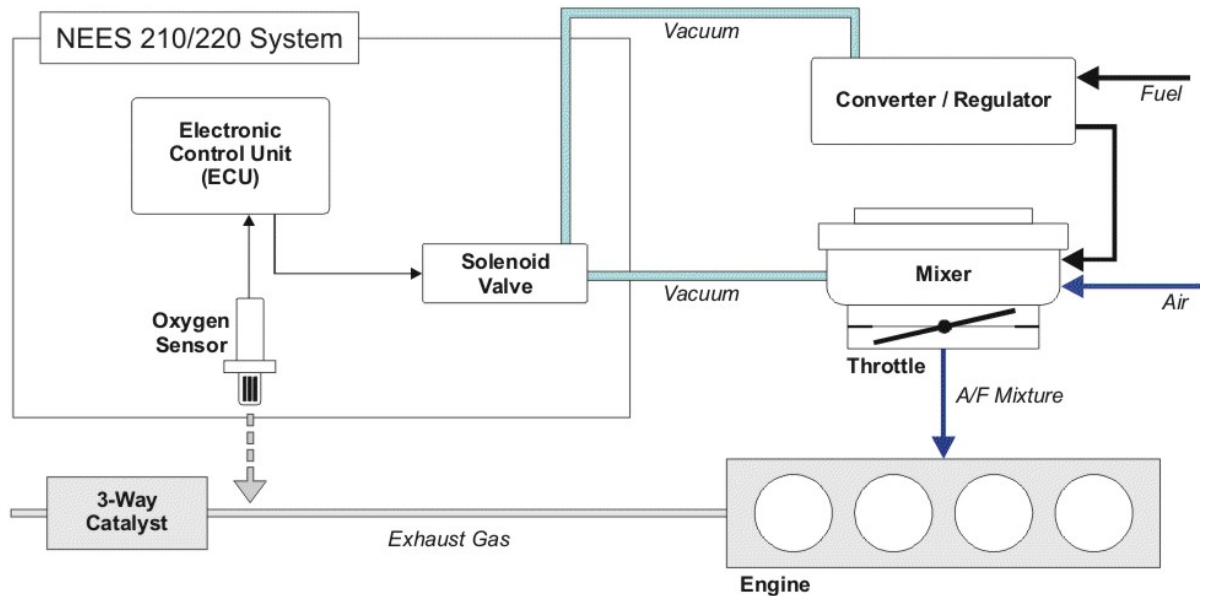 NEES 210/220 System
Vacuum
Converter / Regulator
Fuel
Electronic
Control Unit
(ECU)
Solenoid
Valve
Vacuum
Mixer
Air
Oxygen
Sensor
Throttle
A/F Mixture
3-Way
Catalyst
Exhaust Gas
Engine